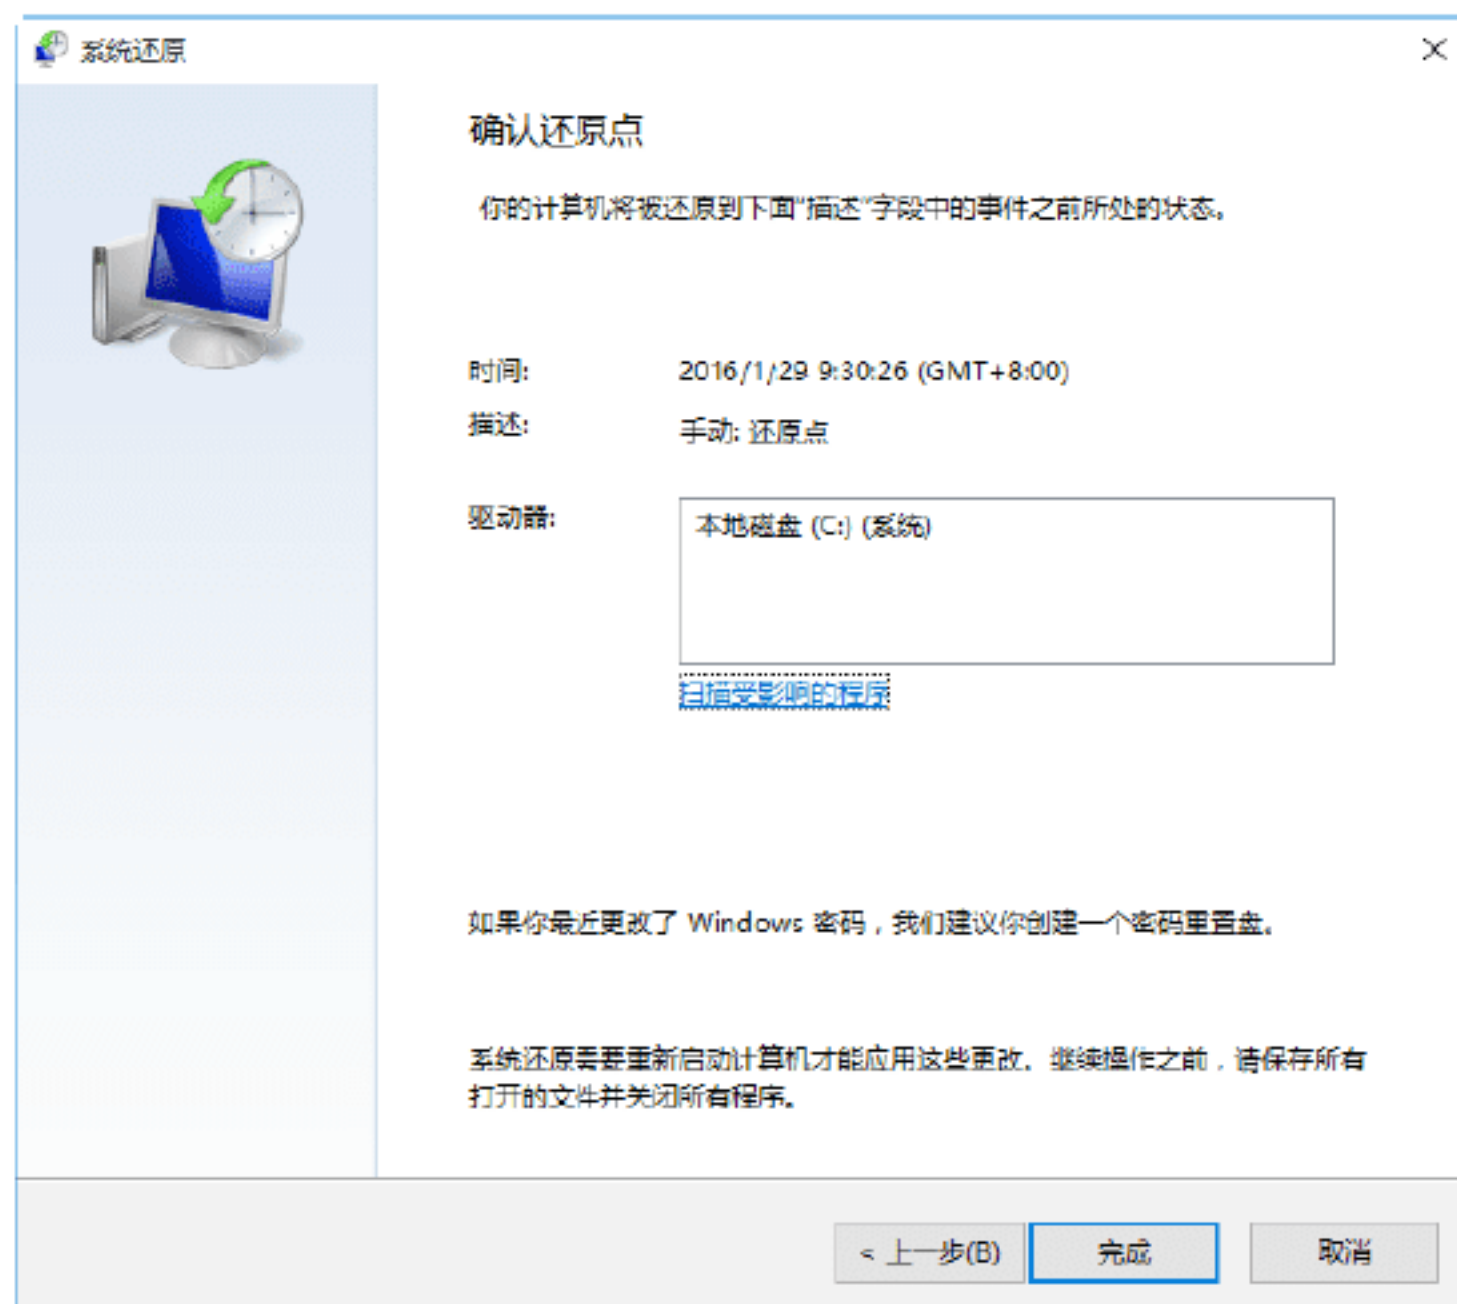 系统还原
确认还原点
你的计算机将被还原到下面“描述”字段中的事件之前所处的状态。
时间: 2016/1/29 9:30:26 (GMT+8:00)
描述: 手动: 还原点
驱动器: 本地磁盘 (C:) (系统)
扫描受影响的程序
如果你最近更改了 Windows 密码，我们建议你创建一个密码重置盘。
系统还原需要重新启动计算机才能应用这些更改。继续操作之前，请保存所有
打开的文件并关闭所有程序。
< 上一步(B) 完成 取消